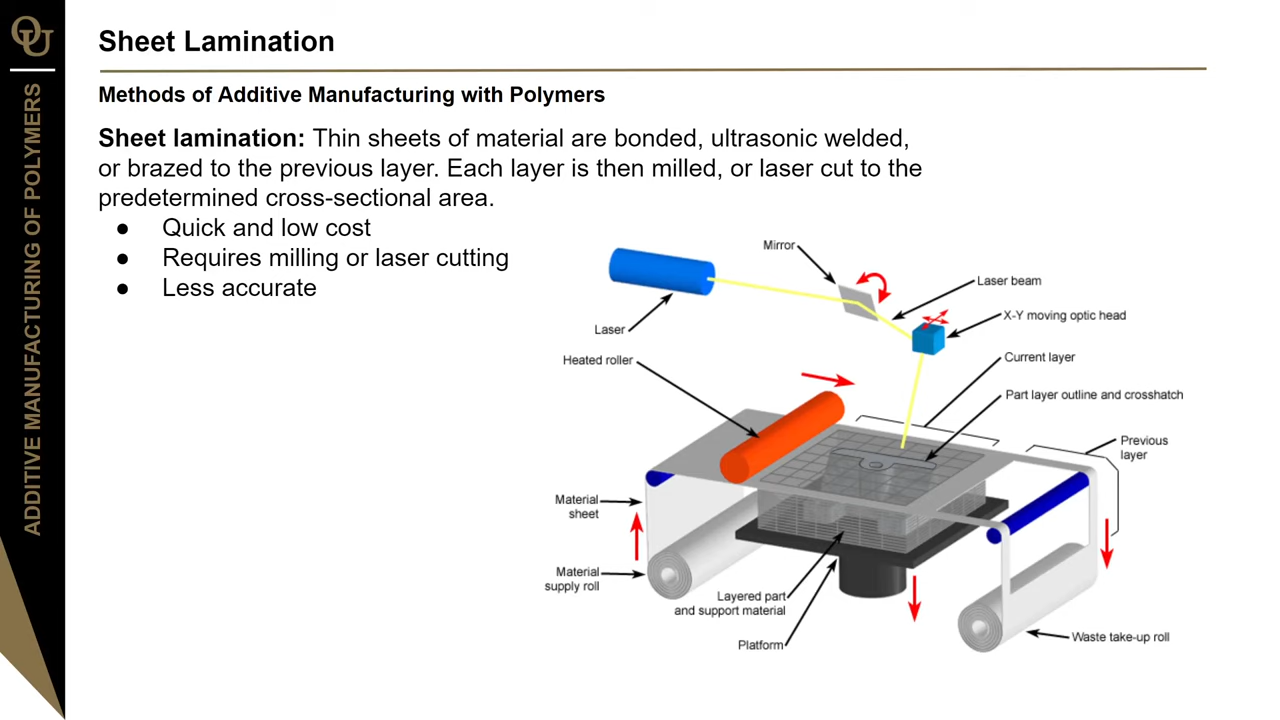 OU
ADDITIVE MANUFACTURING OF POLYMERS
Sheet Lamination
Methods of Additive Manufacturing with Polymers
Sheet lamination: Thin sheets of material are bonded, ultrasonic welded,
or brazed to the previous layer. Each layer is then milled, or laser cut to the
predetermined cross-sectional area.
● Quick and low cost
● Requires milling or laser cutting
● Less accurate
Mirror
Laser beam
X-Y moving optic head
Laser
Current layer
Heated roller
Part layer outline and crosshatch
Previous
layer
Material
sheet
Material
supply roll
Layered part
and support material
Platform
Waste take-up roll